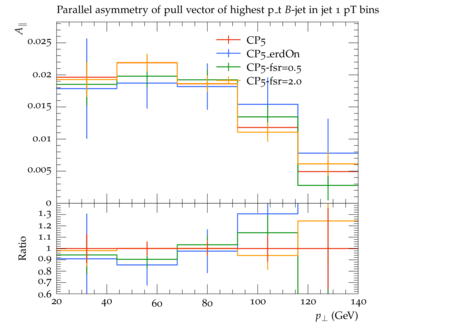 Parallel asymmetry of pull vector of highest p_t B-jet in jet 1 pT bins
A∥
CP5
CP5_erdOn
CP5-fsr=0.5
CP5-fsr=2.0
0.025
0.02
0.015
0.01
0.005
0
Ratio
1.3
1.2
1.1
1
0.9
0.8
0.7
0.6
20 40 60 80 100 120 140
p⊥ (GeV)